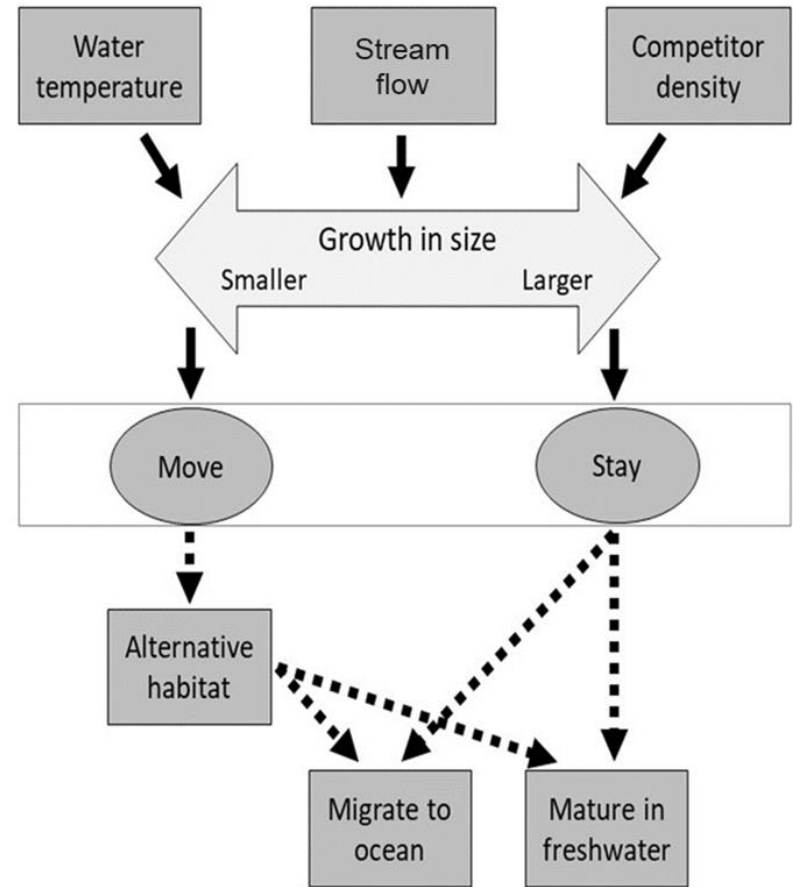 Water
temperature
Stream
flow
Competitor
density
Growth in size
Smaller
Larger
Move
Stay
Alternative
habitat
Migrate to
ocean
Mature in
freshwater